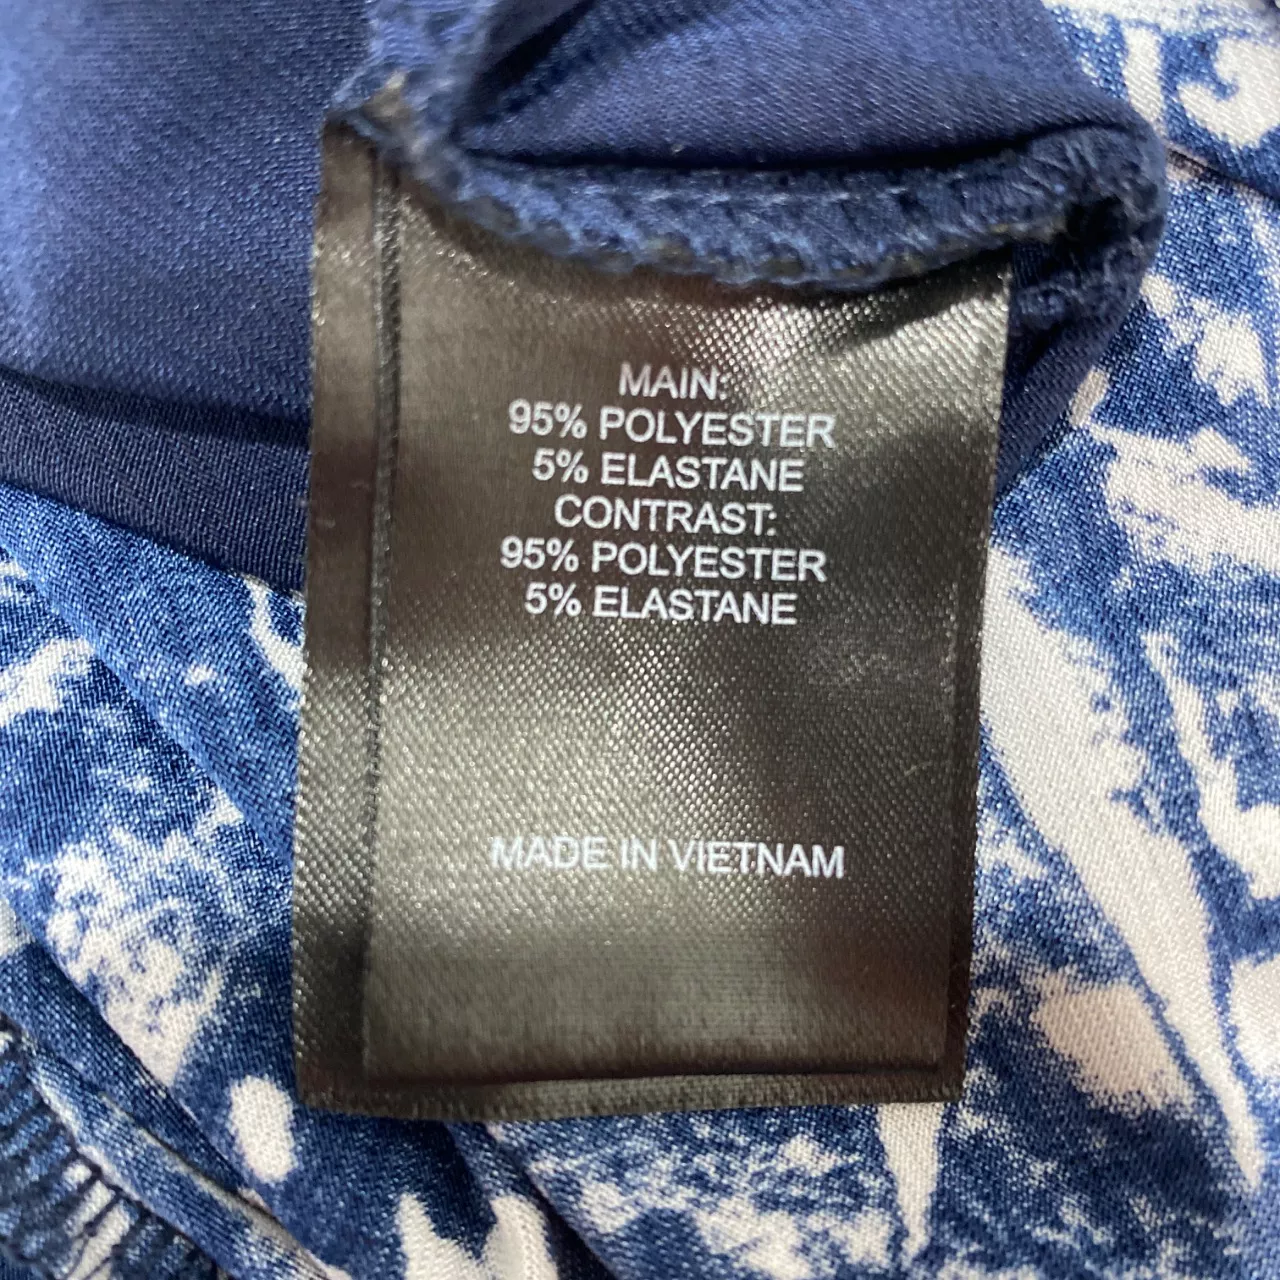 MAIN:
95% POLYESTER
5% ELASTANE
CONTRAST:
95% POLYESTER
5% ELASTANE
MADE IN VIETNAM